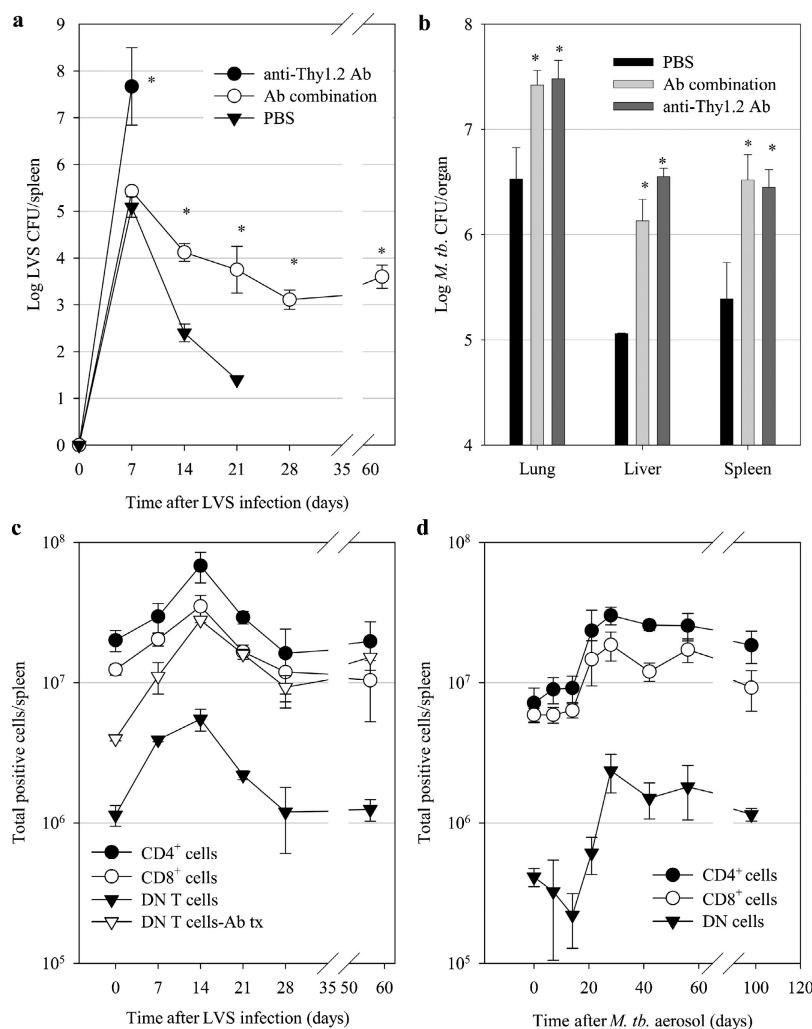 a
Log LVS CFU/spleen
9
8
7
6
5
4
3
2
1
0
*
*
*
*
*
anti-Thy1.2 Ab
Ab combination
PBS
0 7 14 21 28 35 60
Time after LVS infection (days)
b
Log M. tb. CFU/organ
8
7
6
5
4
* *
* *
* *
PBS
Ab combination
anti-Thy1.2 Ab
Lung Liver Spleen
c
Total positive cells/spleen
10⁸
10⁷
10⁶
10⁵
CD4⁺ cells
CD8⁺ cells
DN T cells
DN T cells-Ab tx
0 7 14 21 28 35 50 60
Time after LVS infection (days)
d
Total positive cells/spleen
10⁸
10⁷
10⁶
10⁵
CD4⁺ cells
CD8⁺ cells
DN cells
0 20 40 60 100 120
Time after M. tb. aerosol (days)